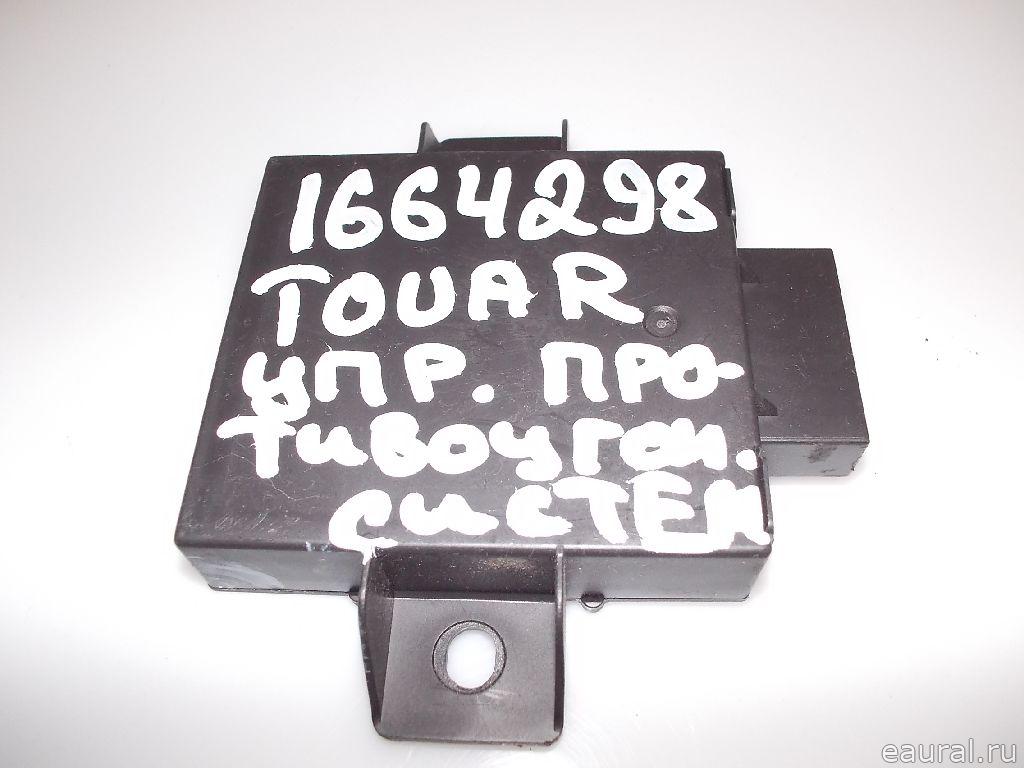 1664298
TOUAR
упр. про-
тивоугон.
систем
eaural.ru